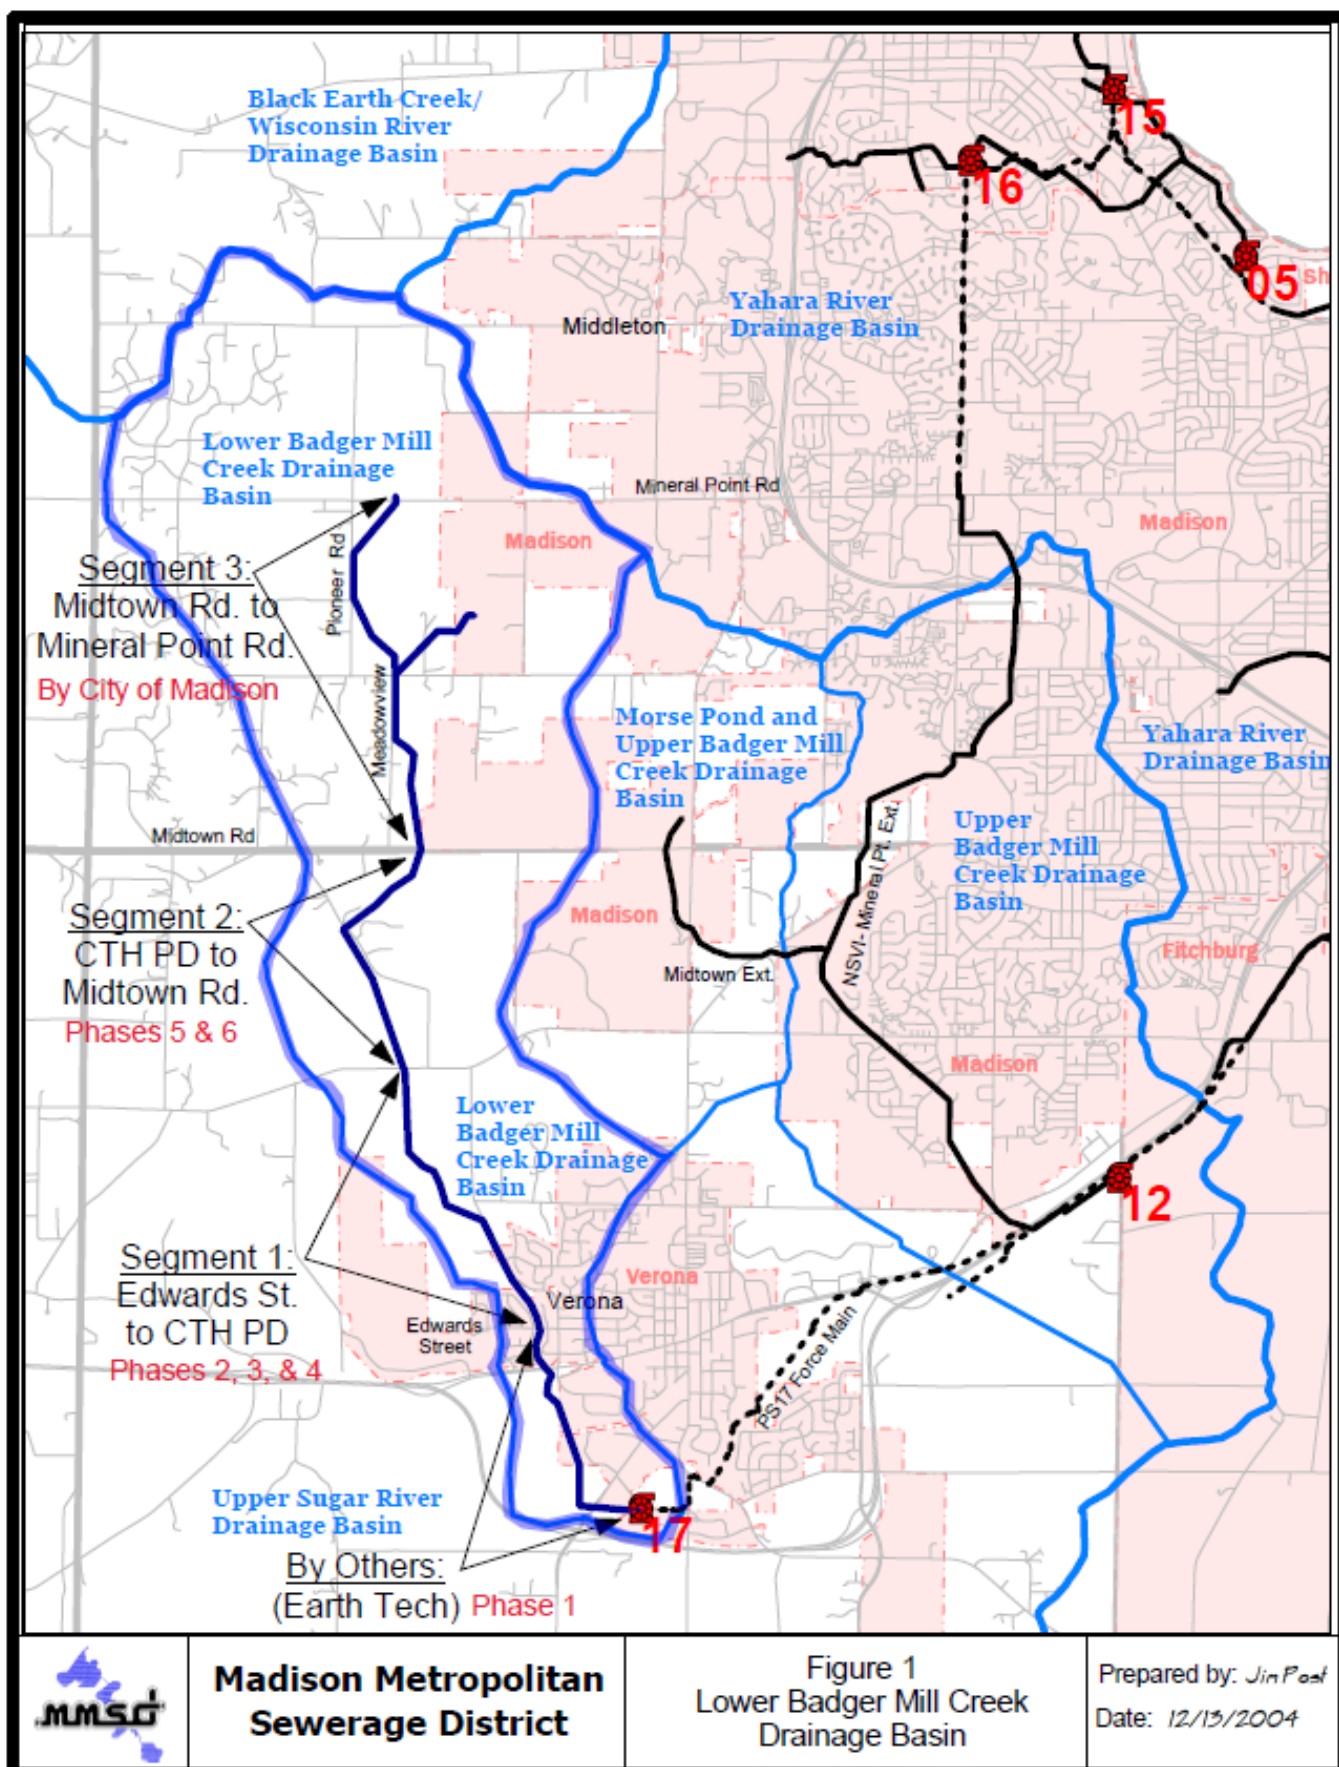 Black Earth Creek/
Wisconsin River
Drainage Basin
15
16
05
Sh
Yahara River
Drainage Basin
Middleton
Lower Badger Mill
Creek Drainage
Basin
Mineral Point Rd
Madison
Madison
Pioneer Rd
Segment 3:
Midtown Rd. to
Mineral Point Rd.
By City of Madison
Meadowview
Morse Pond and
Upper Badger Mill
Creek Drainage
Basin
Yahara River
Drainage Basin
Midtown Rd
NSVI- Mineral Pt. Ext.
Upper
Badger Mill
Creek Drainage
Basin
Segment 2:
CTH PD to
Midtown Rd.
Phases 5 & 6
Madison
Fitchburg
Midtown Ext.
Madison
Lower
Badger Mill
Creek Drainage
Basin
12
Segment 1:
Edwards St.
to CTH PD
Phases 2, 3, & 4
Verona
Verona
Edwards
Street
PS17 Force Main
Upper Sugar River
Drainage Basin
17
By Others:
(Earth Tech) Phase 1
mmsd
Madison Metropolitan
Sewerage District
Figure 1
Lower Badger Mill Creek
Drainage Basin
Prepared by: Jim Post
Date: 12/13/2004